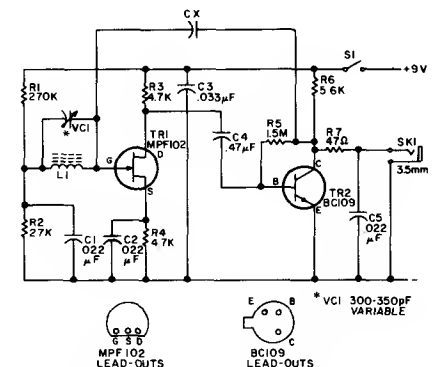 CX
S1
+9V
R1
270K
R3
4.7K
C3
.033µF
R6
5.6K
*
VC1
TR1
MPF102
D
G
S
L1
C4
.47µF
R5
1.5M
R7
47Ω
SK1
3.5mm
C
B
E
TR2
BC109
R2
27K
C1
.022
µF
C2
.022
µF
R4
4.7K
C5
.022
µF
* VC1 300-350pF
VARIABLE
G S D
MPF102
LEAD-OUTS
E B
C
BC109
LEAD-OUTS